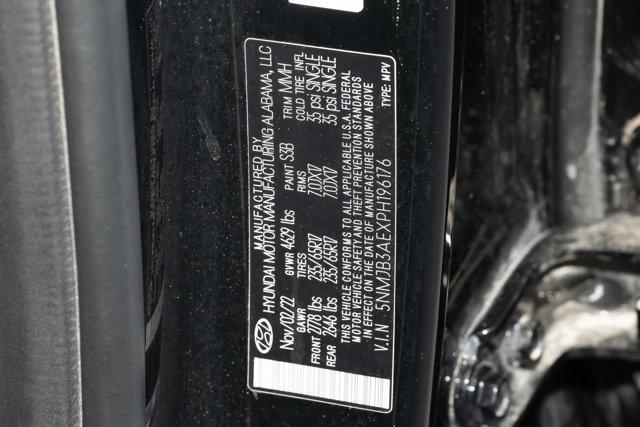 MANUFACTURED BY
HYUNDAI MOTOR MANUFACTURING ALABAMA, LLC
Nov/02/22 GVWR 4629 lbs PAINT S3B TRIM MMH
GAWR TIRES RIMS COLD TIRE INFL
FRONT 2778 lbs 235/65R17 7.0JX17 35 psi SINGLE
REAR 2646 lbs 235/65R17 7.0JX17 35 psi SINGLE
THIS VEHICLE CONFORMS TO ALL APPLICABLE U.S.A. FEDERAL
MOTOR VEHICLE SAFETY AND THEFT PREVENTION STANDARDS
IN EFFECT ON THE DATE OF MANUFACTURE SHOWN ABOVE
V.I.N 5NMJB3AEXPH196176 TYPE: MPV